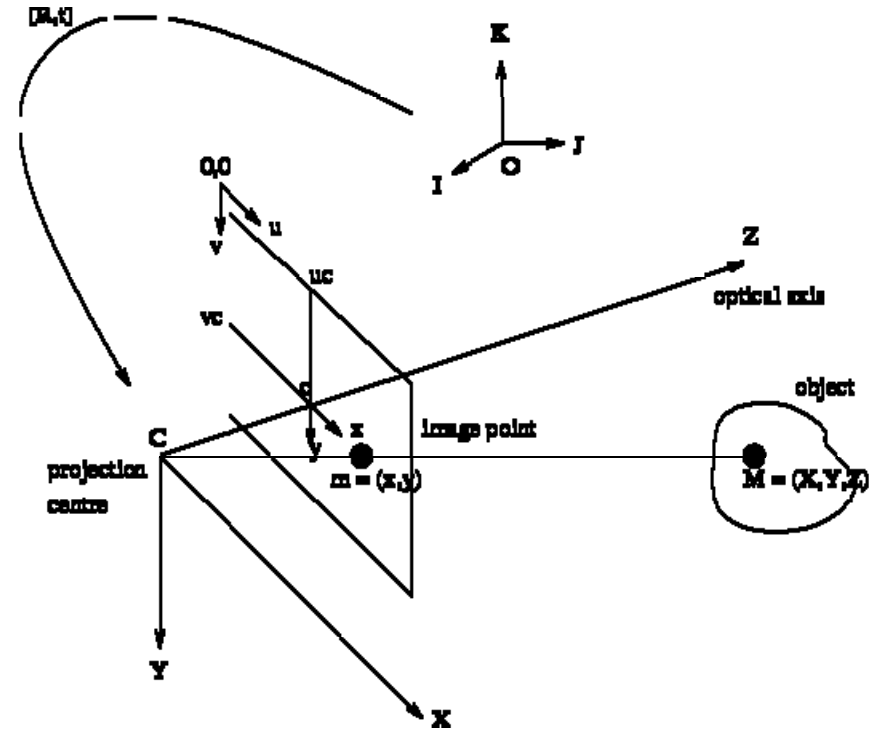 [R,t]
K
J
O
I
0,0
u
v
uc
Z
optical axis
vc
c
object
x
image point
C
y
projection
centre
m = (x,y)
M = (X,Y,Z)
Y
X